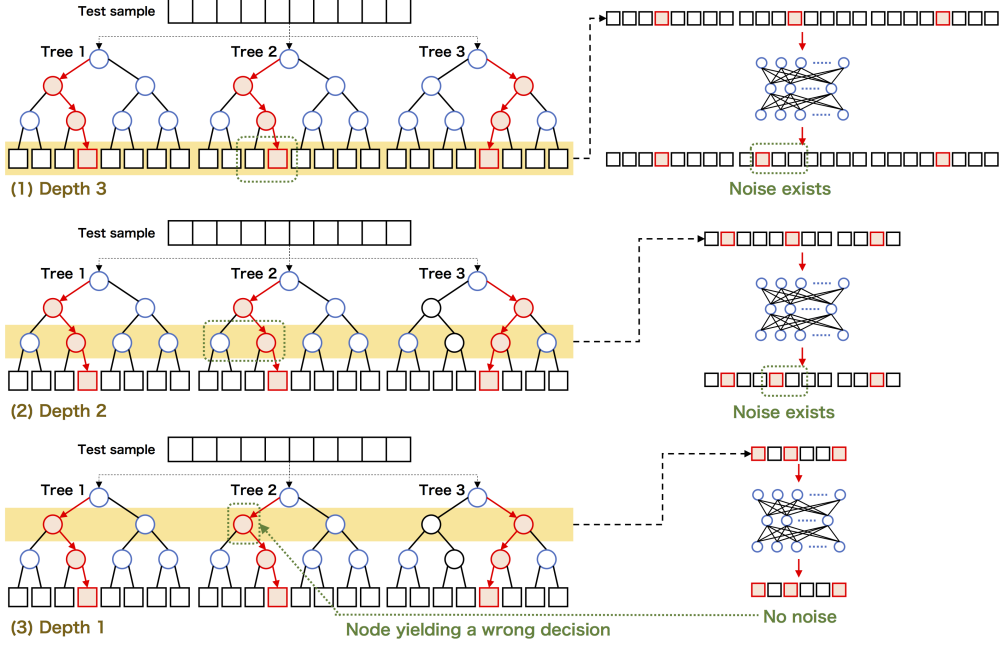 Test sample
Tree 1
Tree 2
Tree 3
(1) Depth 3
Noise exists
Test sample
Tree 1
Tree 2
Tree 3
(2) Depth 2
Noise exists
Test sample
Tree 1
Tree 2
Tree 3
(3) Depth 1
Node yielding a wrong decision
No noise